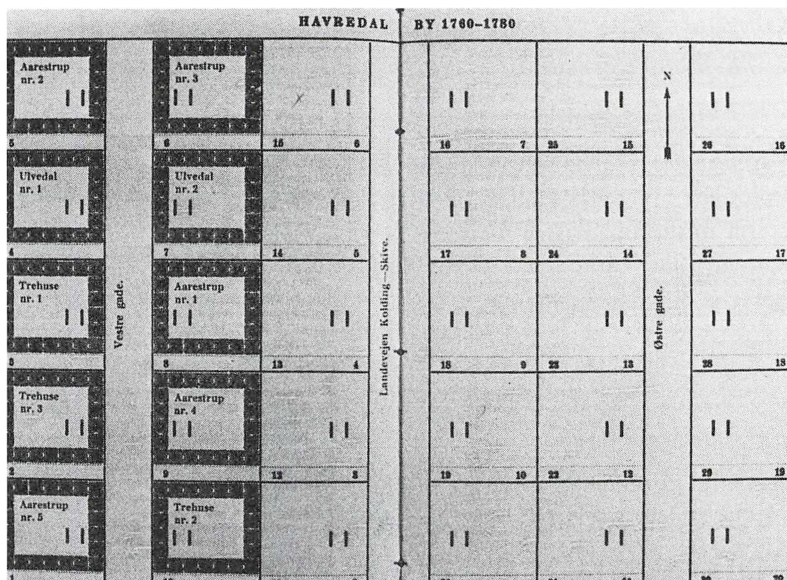 HAVREDAL BY 1760-1780
Aarestrup
nr. 2
Aarestrup
nr. 3
N
5 6 15 6 16 7 25 15 26 16
Ulvedal
nr. 1
Ulvedal
nr. 2
4 7 14 5 17 8 24 14 27 17
Trehuse
nr. 1
Vestre gade.
Aarestrup
nr. 1
Landevejen Kolding—Skive.
Østre gade.
3 8 13 4 18 9 23 13 28 18
Trehuse
nr. 3
Aarestrup
nr. 4
2 9 12 3 19 10 22 12 29 19
Aarestrup
nr. 5
Trehuse
nr. 2